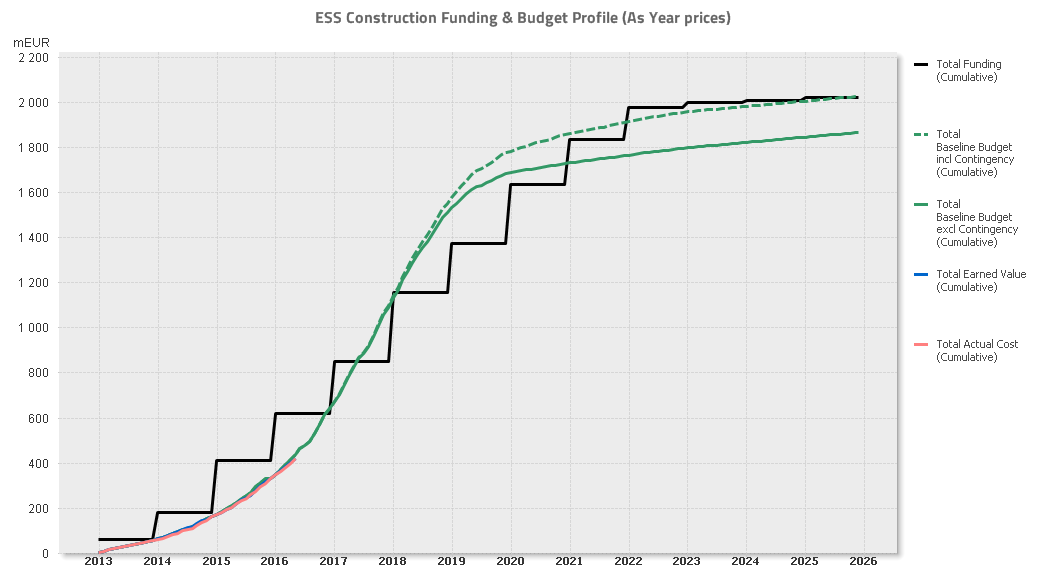 ESS Construction Funding & Budget Profile (As Year prices)
mEUR
2 200
2 000
1 800
1 600
1 400
1 200
1 000
800
600
400
200
0
2013 2014 2015 2016 2017 2018 2019 2020 2021 2022 2023 2024 2025 2026
Total Funding
(Cumulative)
Total
Baseline Budget
incl Contingency
(Cumulative)
Total
Baseline Budget
excl Contingency
(Cumulative)
Total Earned Value
(Cumulative)
Total Actual Cost
(Cumulative)